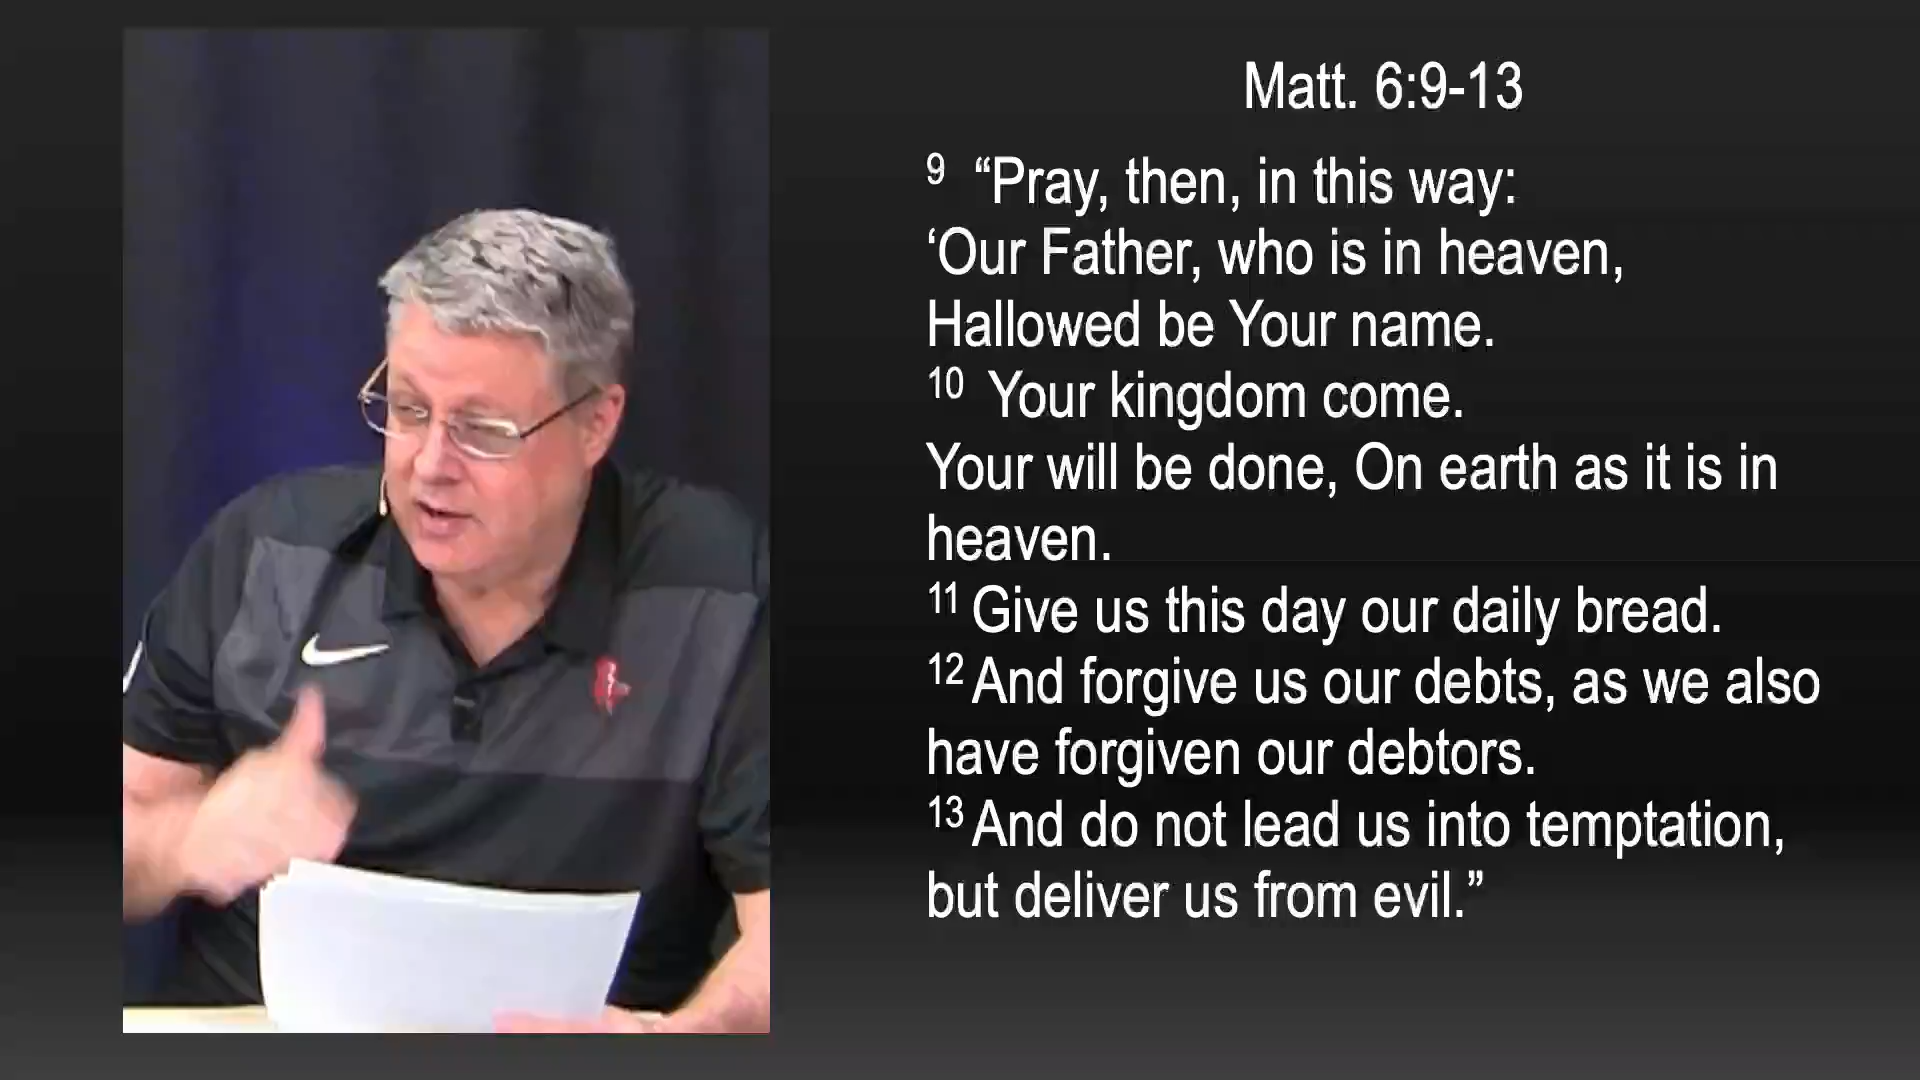 Matt. 6:9-13
9 “Pray, then, in this way:
‘Our Father, who is in heaven,
Hallowed be Your name.
10 Your kingdom come.
Your will be done, On earth as it is in
heaven.
11 Give us this day our daily bread.
12 And forgive us our debts, as we also
have forgiven our debtors.
13 And do not lead us into temptation,
but deliver us from evil.”